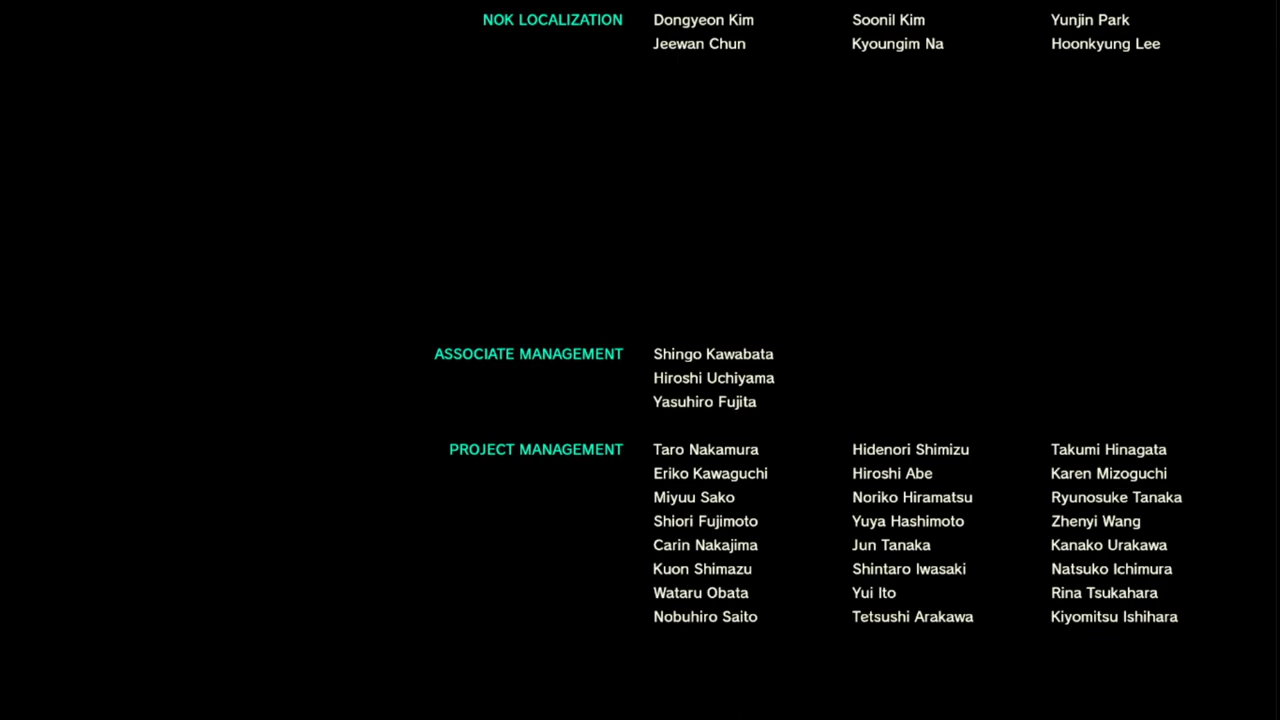 NOK LOCALIZATION Dongyeon Kim Soonil Kim Yunjin Park
Jeewan Chun Kyoungim Na Hoonkyung Lee
ASSOCIATE MANAGEMENT Shingo Kawabata
Hiroshi Uchiyama
Yasuhiro Fujita
PROJECT MANAGEMENT Taro Nakamura Hidenori Shimizu Takumi Hinagata
Eriko Kawaguchi Hiroshi Abe Karen Mizoguchi
Miyuu Sako Noriko Hiramatsu Ryunosuke Tanaka
Shiori Fujimoto Yuya Hashimoto Zhenyi Wang
Carin Nakajima Jun Tanaka Kanako Urakawa
Kuon Shimazu Shintaro Iwasaki Natsuko Ichimura
Wataru Obata Yui Ito Rina Tsukahara
Nobuhiro Saito Tetsushi Arakawa Kiyomitsu Ishihara